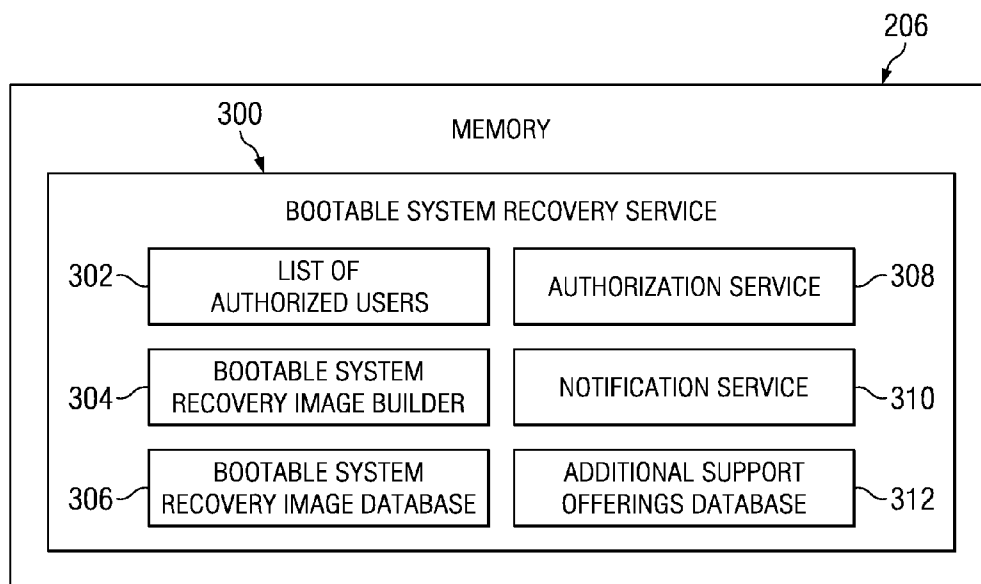 206
MEMORY
300
BOOTABLE SYSTEM RECOVERY SERVICE
302
LIST OF
AUTHORIZED USERS
AUTHORIZATION SERVICE
308
304
BOOTABLE SYSTEM
RECOVERY IMAGE BUILDER
NOTIFICATION SERVICE
310
306
BOOTABLE SYSTEM
RECOVERY IMAGE DATABASE
ADDITIONAL SUPPORT
OFFERINGS DATABASE
312